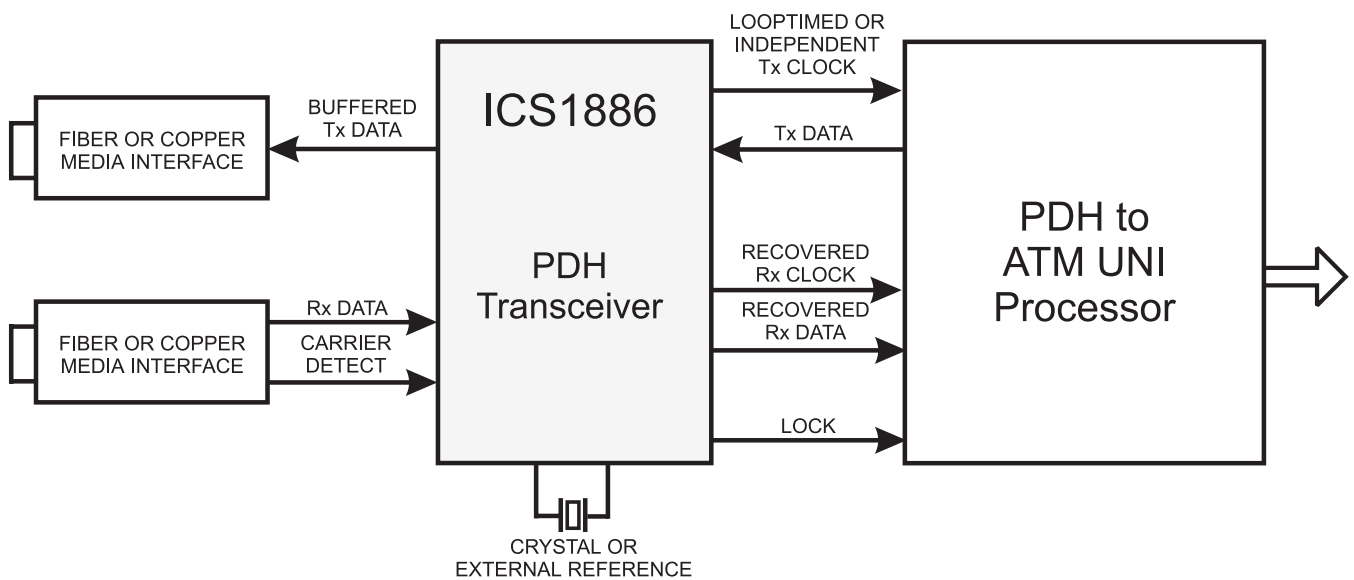 LOOPTIMED OR
INDEPENDENT
Tx CLOCK
BUFFERED
Tx DATA
ICS1886
FIBER OR COPPER
MEDIA INTERFACE
Tx DATA
PDH to
ATM UNI
Processor
PDH
Transceiver
RECOVERED
Rx CLOCK
Rx DATA
RECOVERED
Rx DATA
FIBER OR COPPER
MEDIA INTERFACE
CARRIER
DETECT
LOCK
CRYSTAL OR
EXTERNAL REFERENCE